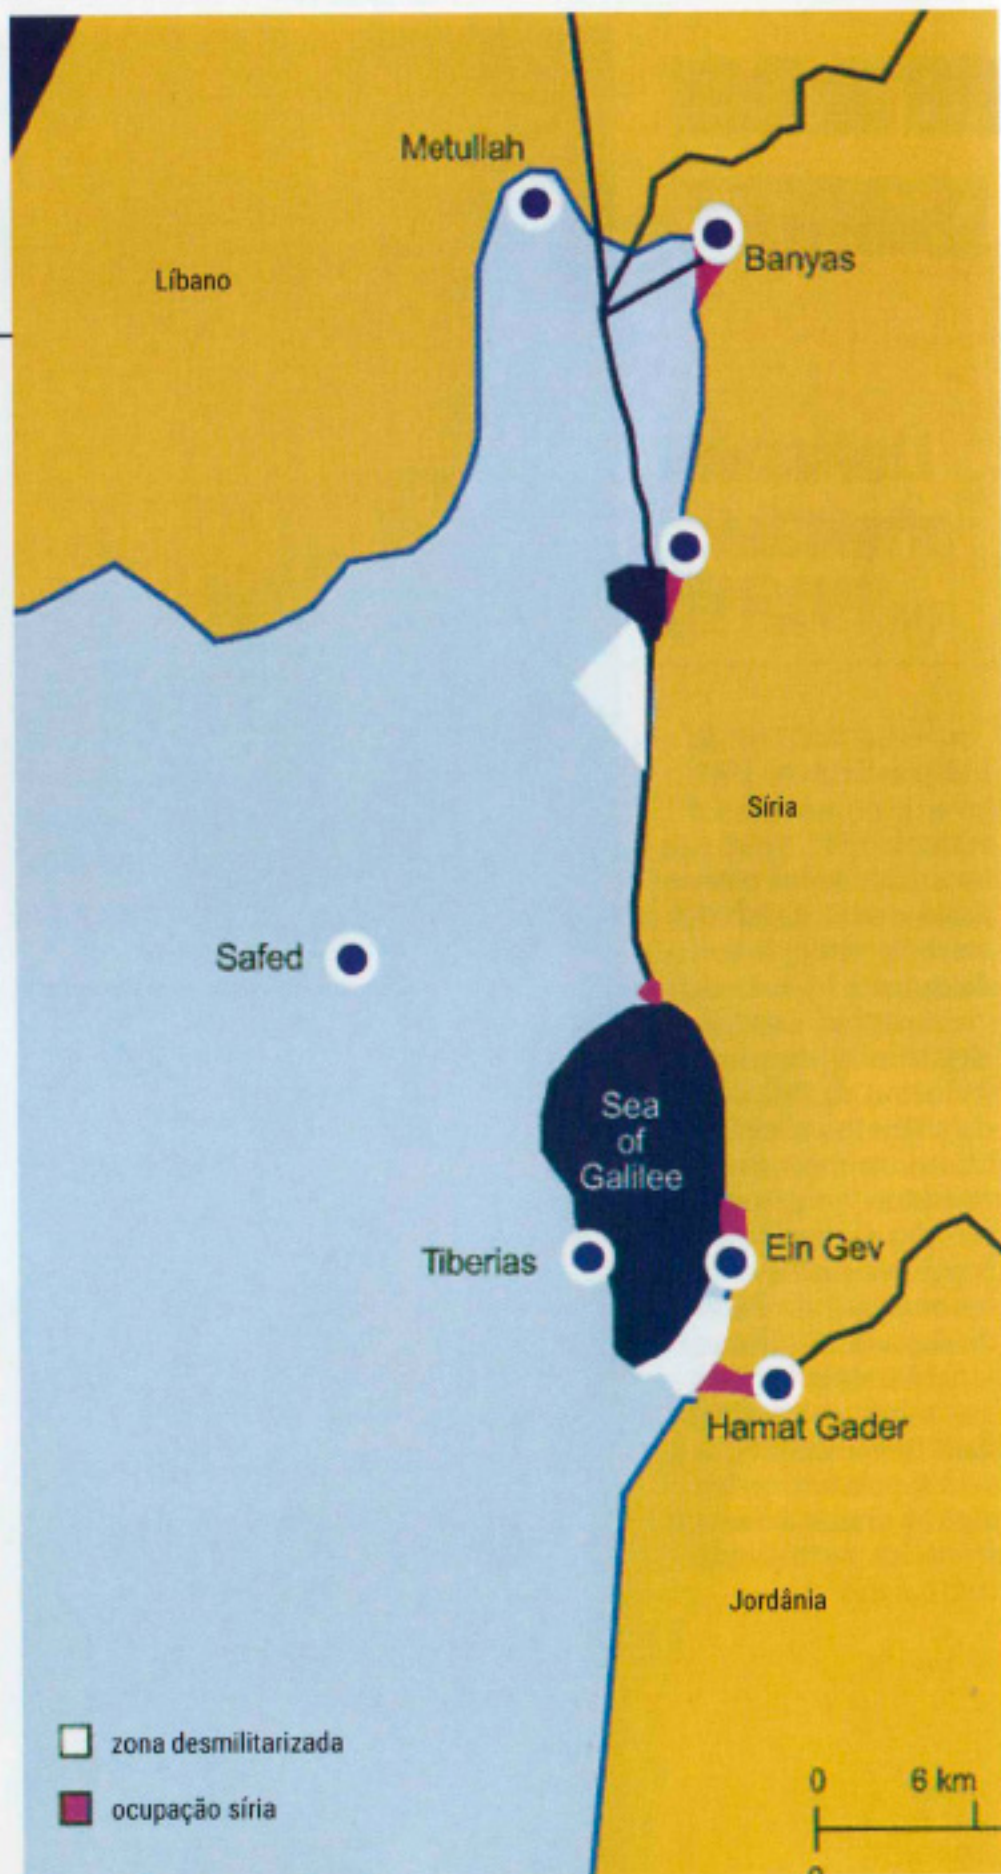 Metullah
Banyas
Líbano
Síria
Safed
Sea
of
Galilee
Tiberias
Ein Gev
Hamat Gader
Jordânia
zona desmilitarizada
ocupação síria
0 6 km